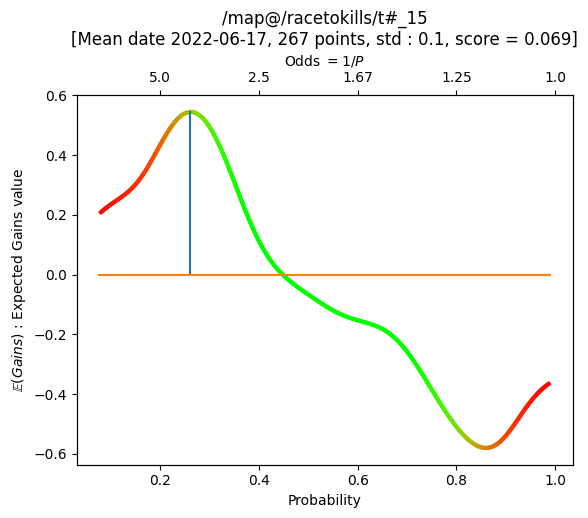 /map@/racetokills/t#_15
[Mean date 2022-06-17, 267 points, std : 0.1, score = 0.069]
Odds = 1/P
5.0 2.5 1.67 1.25 1.0
0.6
0.4
0.2
0.0
−0.2
−0.4
−0.6
𝔼(Gains) : Expected Gains value
0.2 0.4 0.6 0.8 1.0
Probability